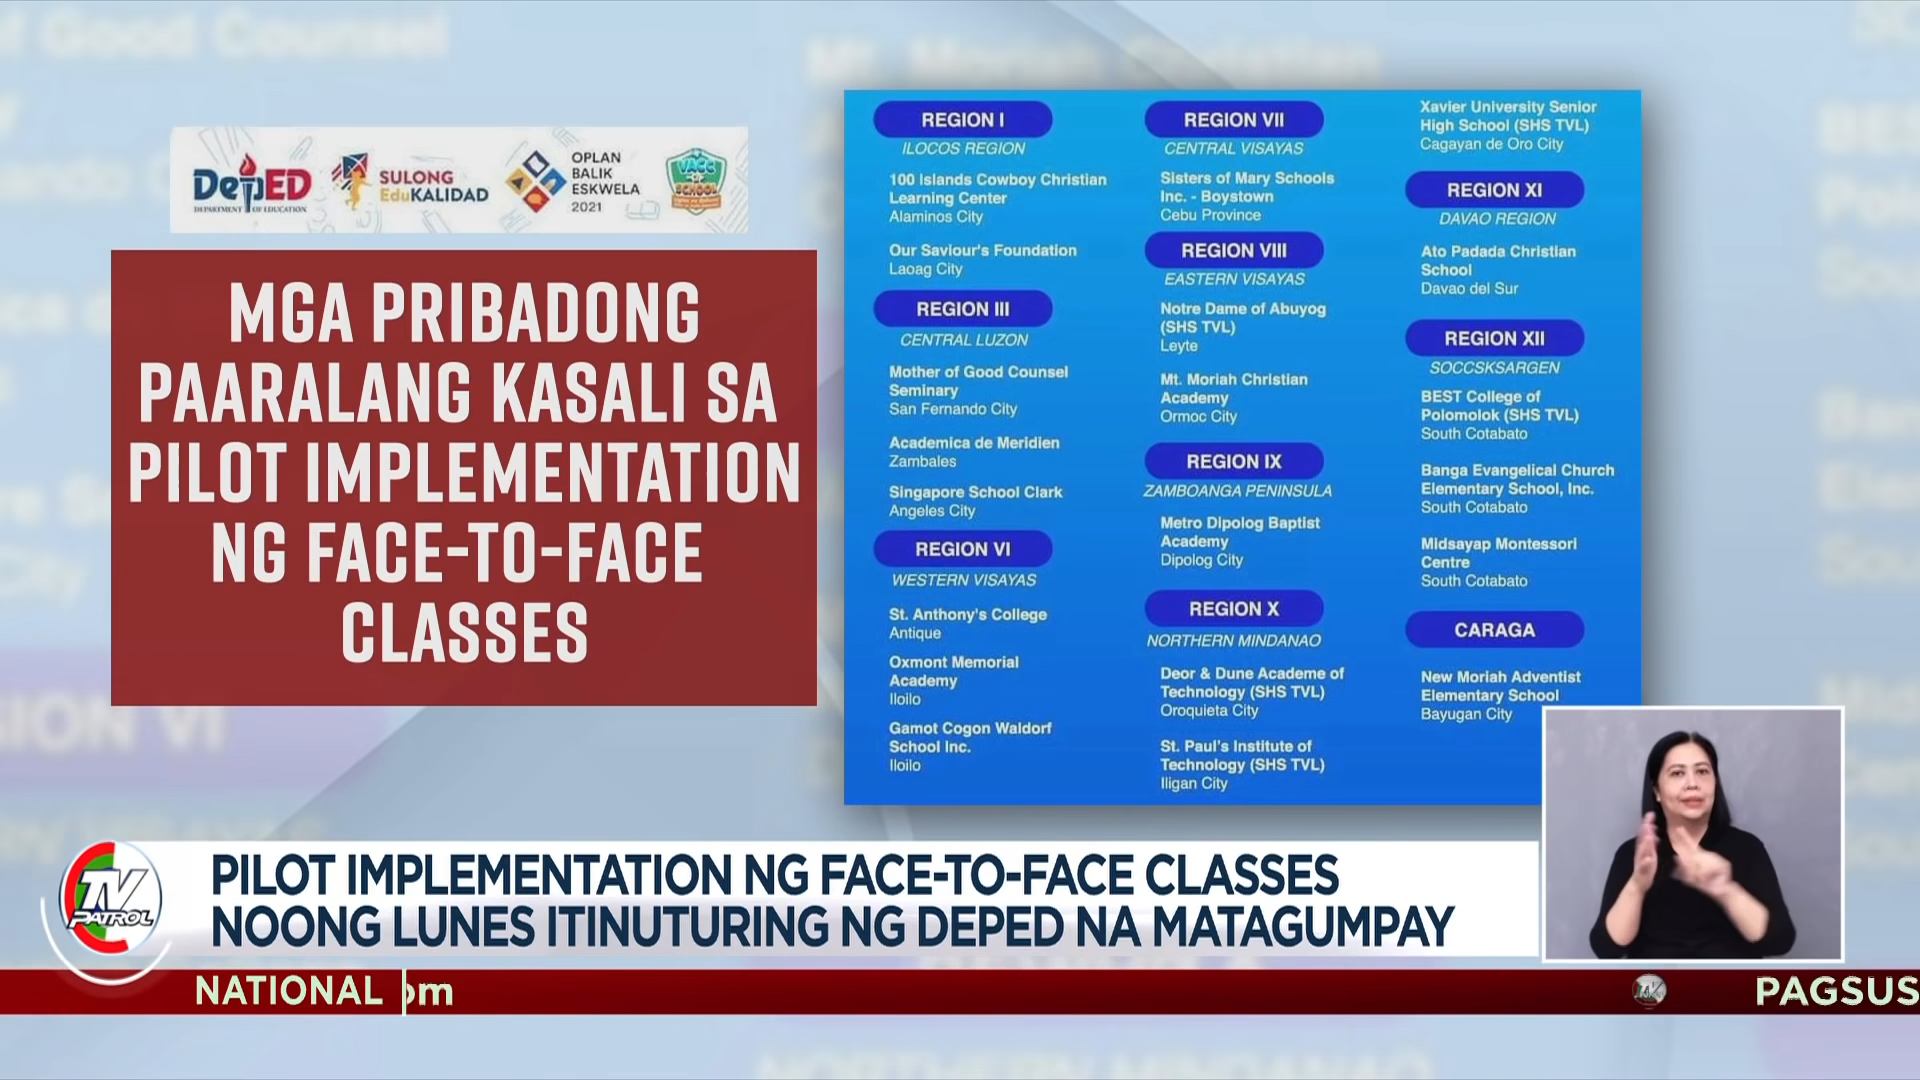 DepED
DEPARTMENT OF EDUCATION
SULONG
EduKALIDAD
OPLAN
BALIK
ESKWELA
2021
VACC
SCHOOL
MGA PRIBADONG
PAARALANG KASALI SA
PILOT IMPLEMENTATION
NG FACE-TO-FACE
CLASSES
REGION I
ILOCOS REGION
100 Islands Cowboy Christian
Learning Center
Alaminos City
Our Saviour's Foundation
Laoag City
REGION III
CENTRAL LUZON
Mother of Good Counsel
Seminary
San Fernando City
Academica de Meridien
Zambales
Singapore School Clark
Angeles City
REGION VI
WESTERN VISAYAS
St. Anthony's College
Antique
Oxmont Memorial
Academy
Iloilo
Gamot Cogon Waldorf
School Inc.
Iloilo
REGION VII
CENTRAL VISAYAS
Sisters of Mary Schools
Inc. - Boystown
Cebu Province
REGION VIII
EASTERN VISAYAS
Notre Dame of Abuyog
(SHS TVL)
Leyte
Mt. Moriah Christian
Academy
Ormoc City
REGION IX
ZAMBOANGA PENINSULA
Metro Dipolog Baptist
Academy
Dipolog City
REGION X
NORTHERN MINDANAO
Deor & Dune Academe of
Technology (SHS TVL)
Oroquieta City
St. Paul's Institute of
Technology (SHS TVL)
Iligan City
Xavier University Senior
High School (SHS TVL)
Cagayan de Oro City
REGION XI
DAVAO REGION
Ato Padada Christian
School
Davao del Sur
REGION XII
SOCCSKSARGEN
BEST College of
Polomolok (SHS TVL)
South Cotabato
Banga Evangelical Church
Elementary School, Inc.
South Cotabato
Midsayap Montessori
Centre
South Cotabato
CARAGA
New Moriah Adventist
Elementary School
Bayugan City
TV
PATROL
PILOT IMPLEMENTATION NG FACE-TO-FACE CLASSES
NOONG LUNES ITINUTURING NG DEPED NA MATAGUMPAY
NATIONAL pm PAGSUS